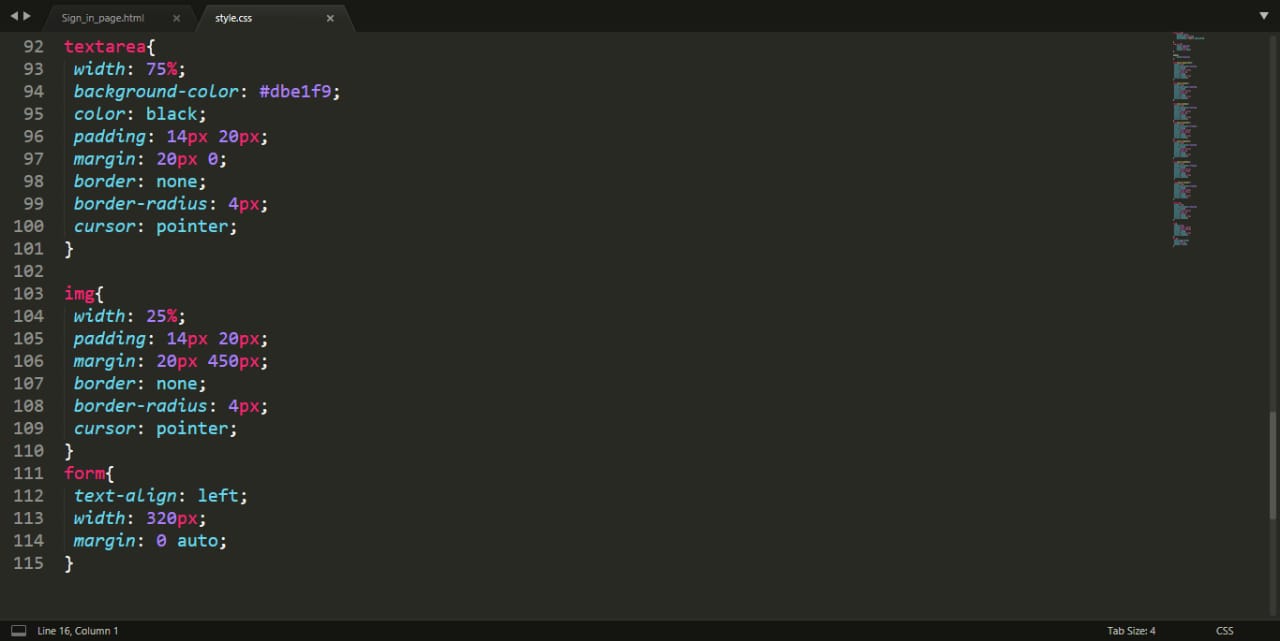 Sign_in_page.html × style.css ×
92 textarea{
93 width: 75%;
94 background-color: #dbe1f9;
95 color: black;
96 padding: 14px 20px;
97 margin: 20px 0;
98 border: none;
99 border-radius: 4px;
100 cursor: pointer;
101 }
102
103 img{
104 width: 25%;
105 padding: 14px 20px;
106 margin: 20px 450px;
107 border: none;
108 border-radius: 4px;
109 cursor: pointer;
110 }
111 form{
112 text-align: left;
113 width: 320px;
114 margin: 0 auto;
115 }
Line 16, Column 1 Tab Size: 4 CSS